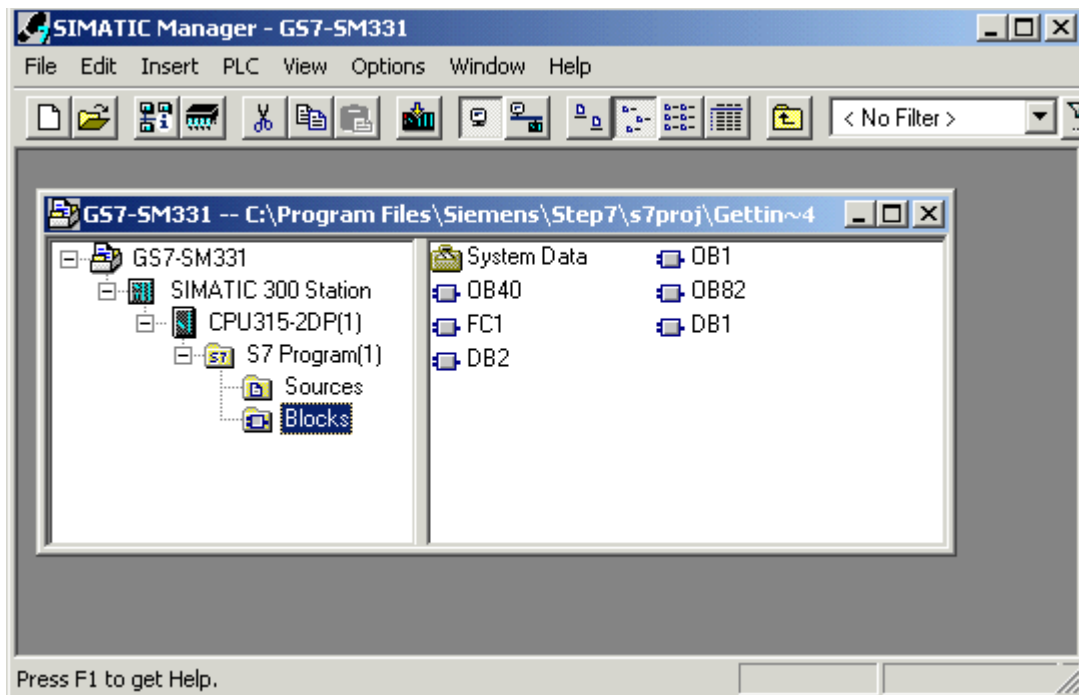 SIMATIC Manager - GS7-SM331
File Edit Insert PLC View Options Window Help
< No Filter >
GS7-SM331 -- C:\Program Files\Siemens\Step7\s7proj\Gettin~4
GS7-SM331
SIMATIC 300 Station
CPU315-2DP(1)
S7 Program(1)
Sources
Blocks
System Data OB1
OB40 OB82
FC1 DB1
DB2
Press F1 to get Help.